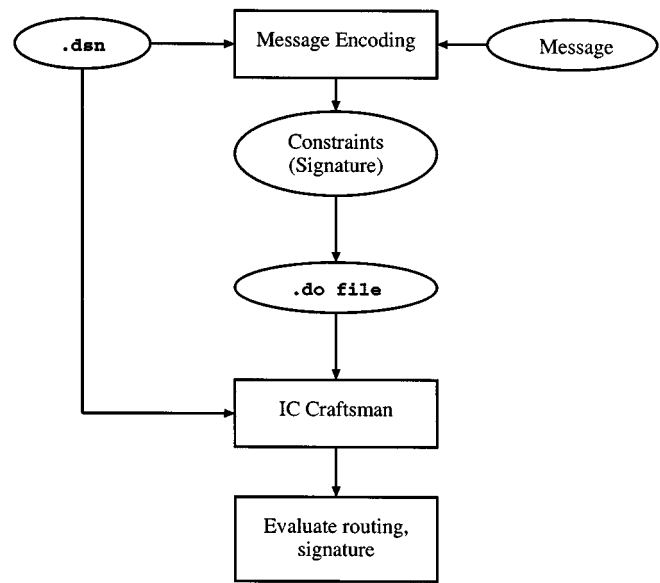 .dsn
Message Encoding
Message
Constraints
(Signature)
.do file
IC Craftsman
Evaluate routing,
signature